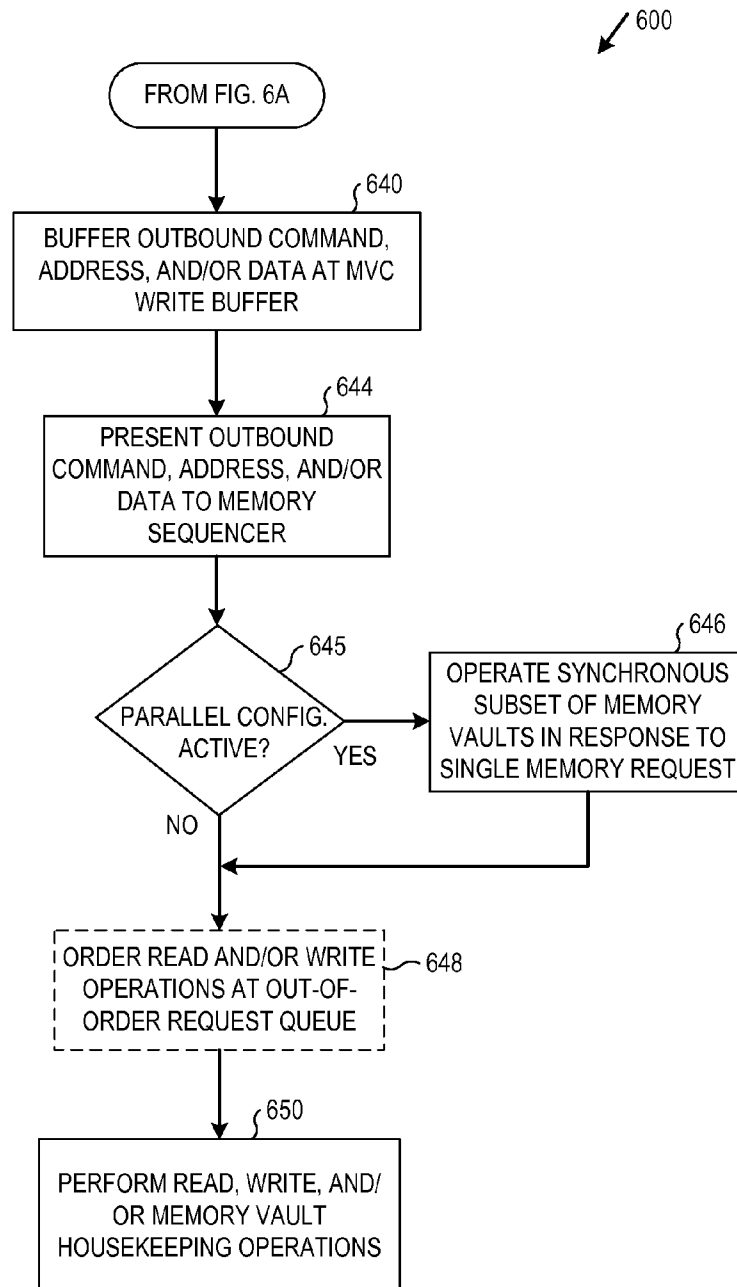 600
FROM FIG. 6A
640
BUFFER OUTBOUND COMMAND,
ADDRESS, AND/OR DATA AT MVC
WRITE BUFFER
644
PRESENT OUTBOUND
COMMAND, ADDRESS, AND/OR
DATA TO MEMORY
SEQUENCER
645
PARALLEL CONFIG.
ACTIVE?
YES
NO
646
OPERATE SYNCHRONOUS
SUBSET OF MEMORY
VAULTS IN RESPONSE TO
SINGLE MEMORY REQUEST
ORDER READ AND/OR WRITE
OPERATIONS AT OUT-OF-
ORDER REQUEST QUEUE
648
650
PERFORM READ, WRITE, AND/
OR MEMORY VAULT
HOUSEKEEPING OPERATIONS